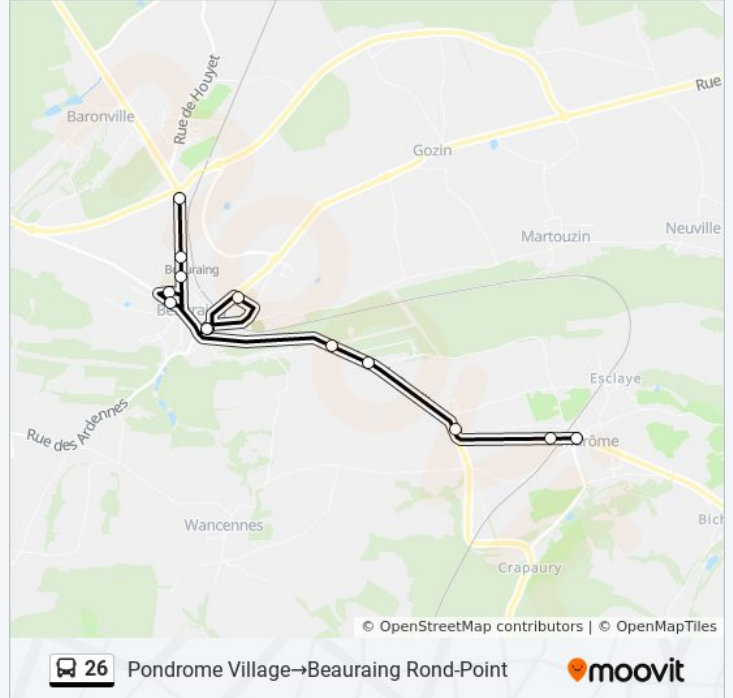 Rue de Houyet
Baronville
Rue
Gozin
Neuville
Martouzin
Beauraing
Esclaye
Rue des Ardennes
Wancennes
Crapaury
© OpenStreetMap contributors | © OpenMapTiles
26 Pondrome Village→Beauraing Rond-Point
moovit